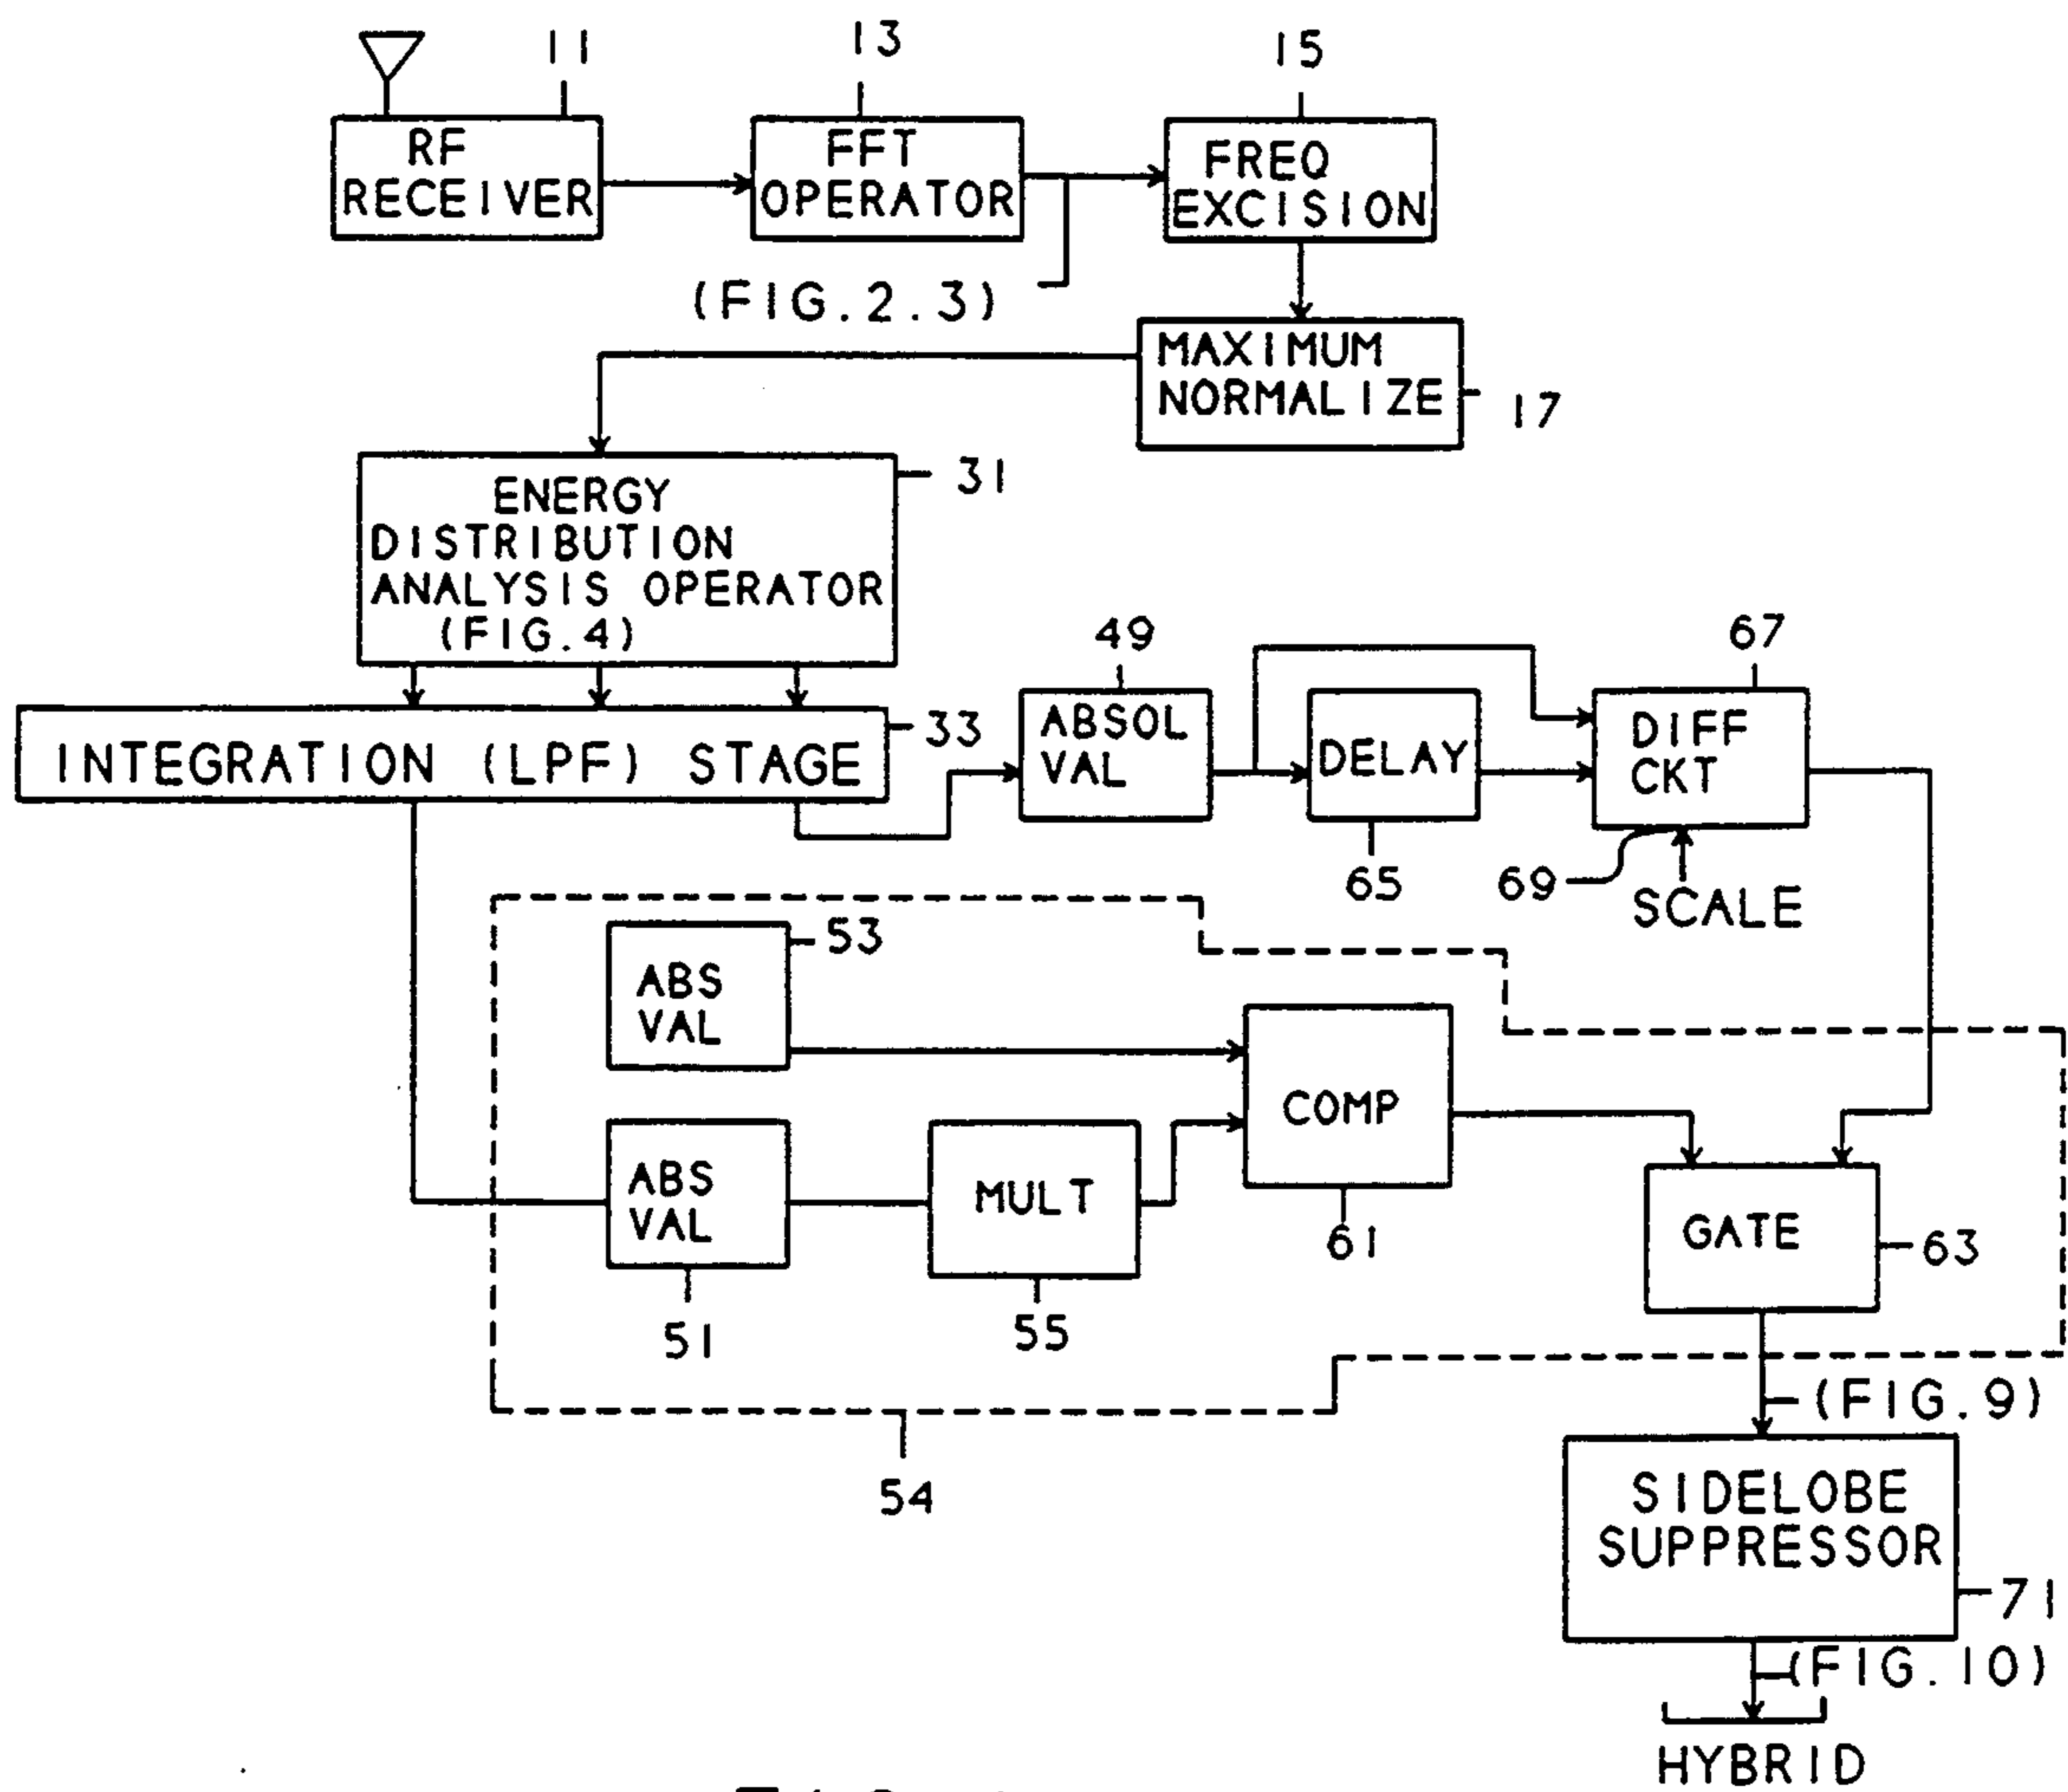 11
13
15
RF
RECEIVER
FFT
OPERATOR
FREQ
EXCISION
(FIG.2.3)
MAXIMUM
NORMALIZE
17
ENERGY
DISTRIBUTION
ANALYSIS OPERATOR
(FIG.4)
31
INTEGRATION (LPF) STAGE
33
49
ABSOL
VAL
DELAY
65
67
DIFF
CKT
69
SCALE
53
ABS
VAL
COMP
61
ABS
VAL
51
MULT
55
GATE
63
54
(FIG.9)
SIDELOBE
SUPPRESSOR
71
(FIG.10)
HYBRID